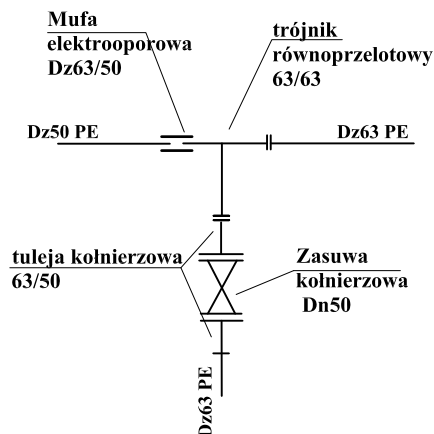 Mufa
elektrooporowa
Dz63/50
trójnik
równoprzelotowy
63/63
Dz50 PE
Dz63 PE
tuleja kołnierzowa
63/50
Zasuwa
kołnierzowa
Dn50
Dz63 PE